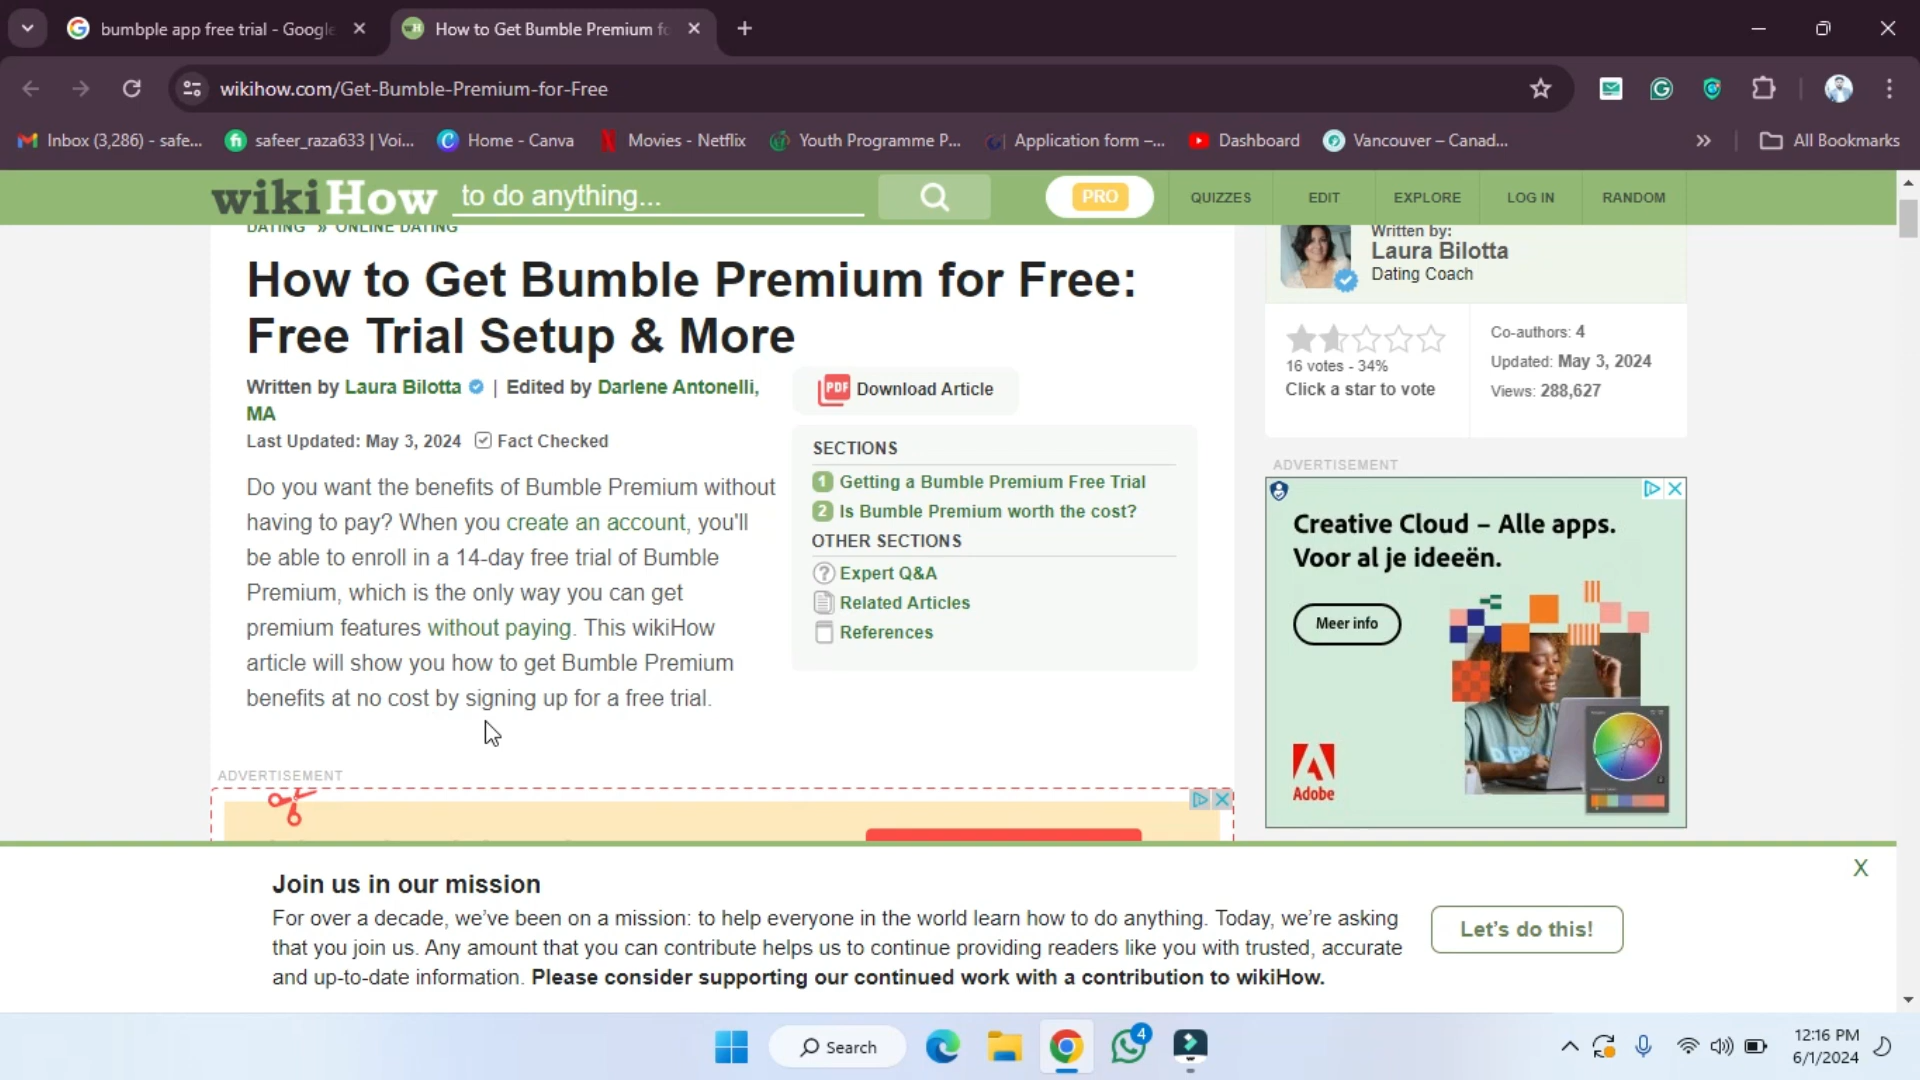 bumbple app free trial - Google
How to Get Bumble Premium fo
wikihow.com/Get-Bumble-Premium-for-Free
Inbox (3,286) - safe...
safeer_raza633 | Voi...
Home - Canva
Movies - Netflix
Youth Programme P...
Application form –...
Dashboard
Vancouver – Canad...
All Bookmarks
wikiHow
to do anything...
PRO
QUIZZES
EDIT
EXPLORE
LOG IN
RANDOM
DATING » ONLINE DATING
How to Get Bumble Premium for Free:
Free Trial Setup & More
Written by Laura Bilotta | Edited by Darlene Antonelli,
MA
Last Updated: May 3, 2024 Fact Checked
Do you want the benefits of Bumble Premium without
having to pay? When you create an account, you'll
be able to enroll in a 14-day free trial of Bumble
Premium, which is the only way you can get
premium features without paying. This wikiHow
article will show you how to get Bumble Premium
benefits at no cost by signing up for a free trial.
PDF Download Article
SECTIONS
1 Getting a Bumble Premium Free Trial
2 Is Bumble Premium worth the cost?
OTHER SECTIONS
? Expert Q&A
Related Articles
References
Written by:
Laura Bilotta
Dating Coach
16 votes - 34%
Click a star to vote
Co-authors: 4
Updated: May 3, 2024
Views: 288,627
ADVERTISEMENT
Creative Cloud – Alle apps.
Voor al je ideeën.
Meer info
Adobe
ADVERTISEMENT
Join us in our mission
X
For over a decade, we've been on a mission: to help everyone in the world learn how to do anything. Today, we're asking
that you join us. Any amount that you can contribute helps us to continue providing readers like you with trusted, accurate
and up-to-date information. Please consider supporting our continued work with a contribution to wikiHow.
Let's do this!
Search
4
12:16 PM
6/1/2024